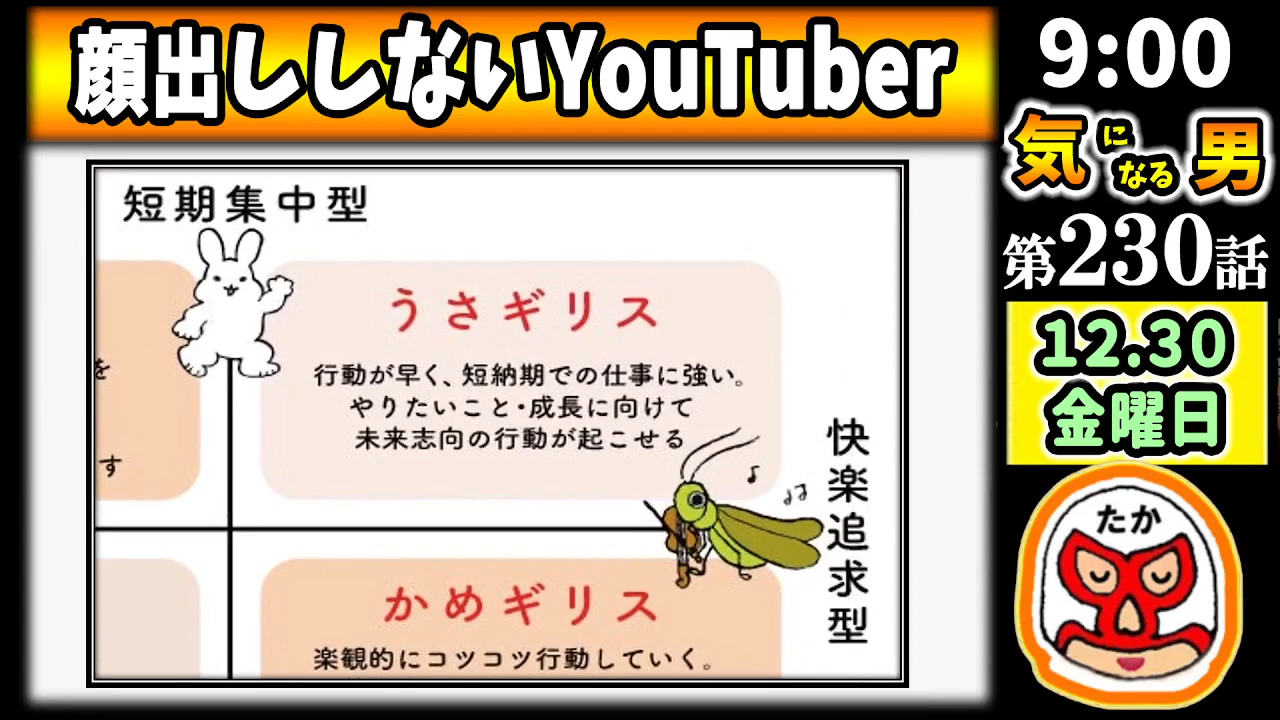 顔出ししないYouTuber
短期集中型
うさギリス
行動が早く、短納期での仕事に強い。
やりたいこと・成長に向けて
未来志向の行動が起こせる
を
す
快楽追求型
かめギリス
楽観的にコツコツ行動していく。
9:00
気になる男
第230話
12.30
金曜日
たか